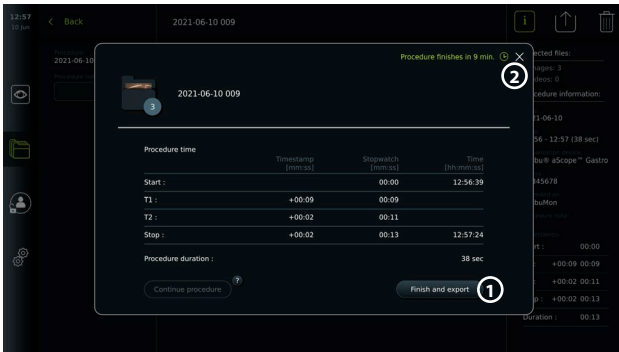 12:57
10 Jun
Back
2021-06-10 009
i
Procedure
2021-06-10
Procedure finishes in 9 min.
2
3
2021-06-10 009
Procedure time
Timestamp
[mm:ss]
Stopwatch
[mm:ss]
Time
[hh:mm:ss]
Start :
00:00
12:56:39
T1 :
+00:09
00:09
T2 :
+00:02
00:11
Stop :
+00:02
00:13
12:57:24
Procedure duration :
38 sec
Continue procedure
?
Finish and export
1
ected files:
ages: 3
deos: 0
cedure information:
21-06-10
56 - 12:57 (38 sec)
bu® aScope™ Gastro
345678
buMon
rt :
00:00
+00:09 00:09
+00:02 00:11
p :
+00:02 00:13
Duration :
00:13